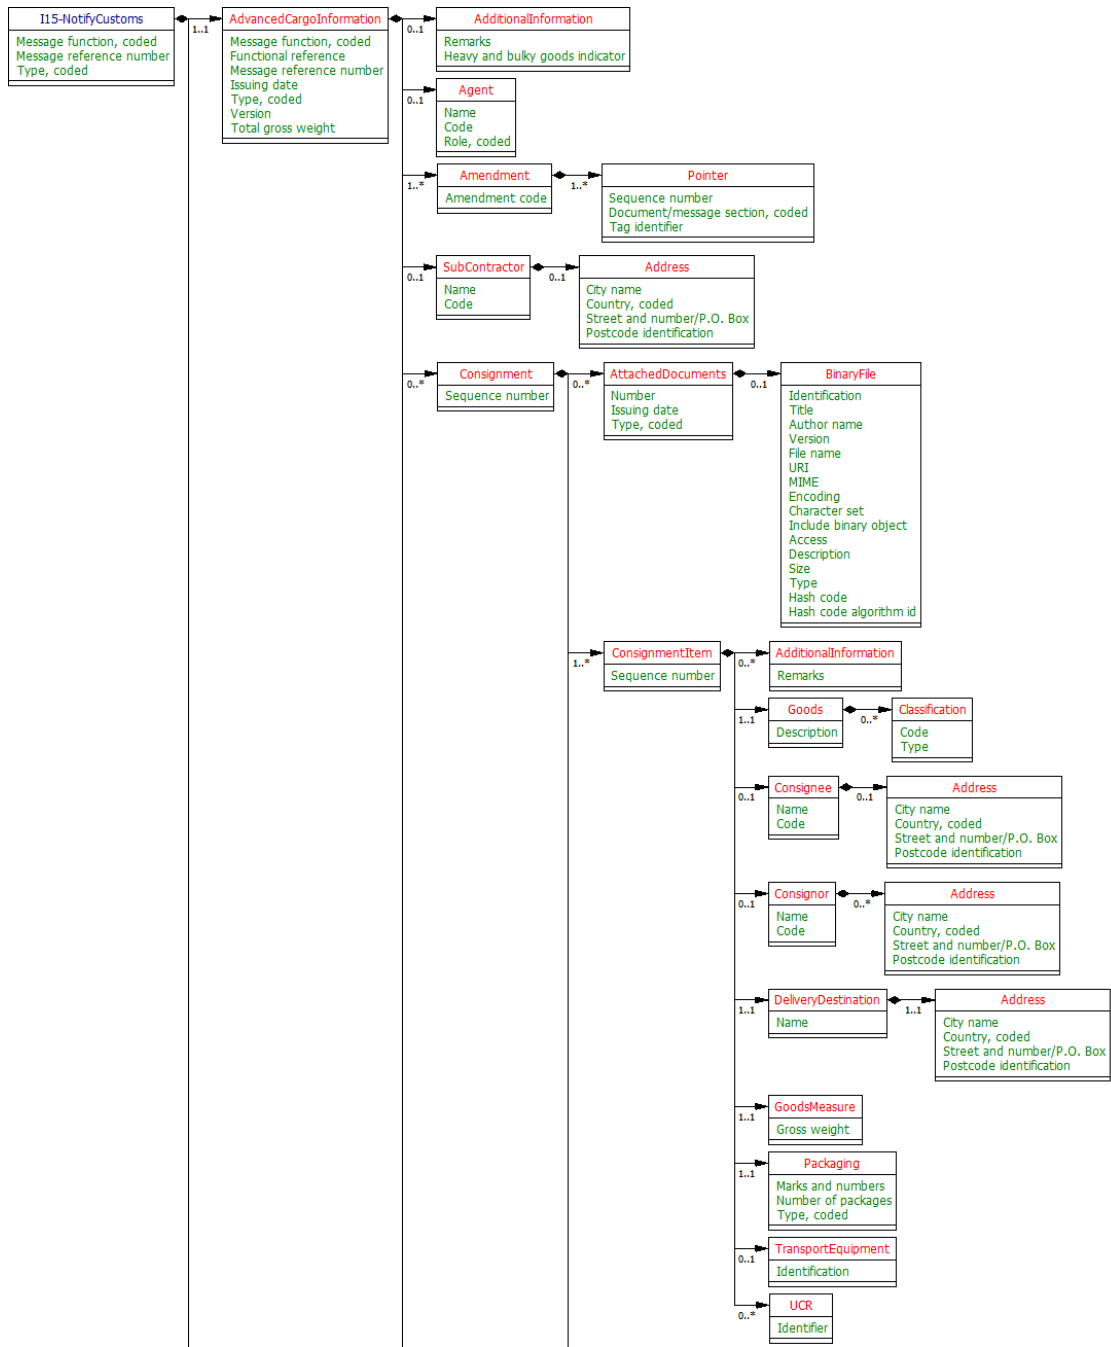 I15-NotifyCustoms
Message function, coded
Message reference number
Type, coded
1..1
AdvancedCargoInformation
Message function, coded
Functional reference
Message reference number
Issuing date
Type, coded
Version
Total gross weight
0..1
AdditionalInformation
Remarks
Heavy and bulky goods indicator
0..1
Agent
Name
Code
Role, coded
1..*
Amendment
Amendment code
1..*
Pointer
Sequence number
Document/message section, coded
Tag identifier
0..1
SubContractor
Name
Code
0..1
Address
City name
Country, coded
Street and number/P.O. Box
Postcode identification
0..*
Consignment
Sequence number
0..*
AttachedDocuments
Number
Issuing date
Type, coded
0..1
BinaryFile
Identification
Title
Author name
Version
File name
URI
MIME
Encoding
Character set
Include binary object
Access
Description
Size
Type
Hash code
Hash code algorithm id
1..*
ConsignmentItem
Sequence number
0..*
AdditionalInformation
Remarks
1..1
Goods
Description
0..*
Classification
Code
Type
0..1
Consignee
Name
Code
0..1
Address
City name
Country, coded
Street and number/P.O. Box
Postcode identification
0..1
Consignor
Name
Code
0..*
Address
City name
Country, coded
Street and number/P.O. Box
Postcode identification
1..1
DeliveryDestination
Name
1..1
Address
City name
Country, coded
Street and number/P.O. Box
Postcode identification
1..1
GoodsMeasure
Gross weight
1..1
Packaging
Marks and numbers
Number of packages
Type, coded
0..1
TransportEquipment
Identification
0..*
UCR
Identifier